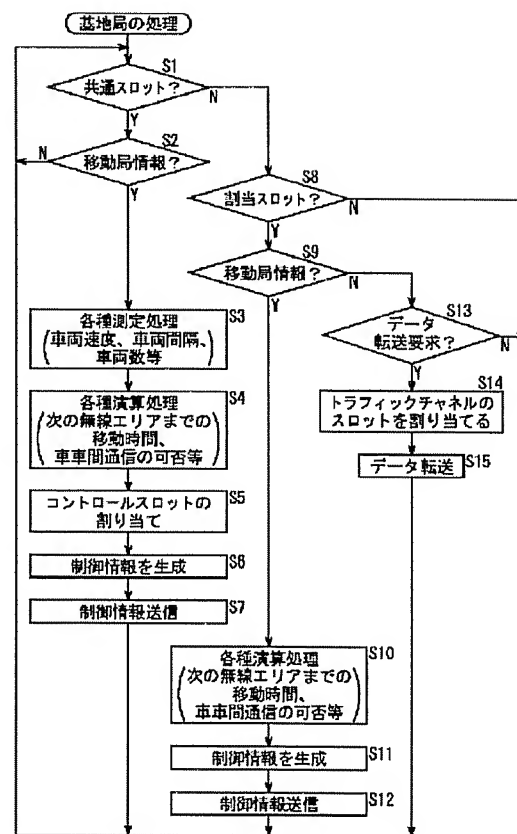 基地局の処理
S1
共通スロット?
N
Y
S2
N
移動局情報?
Y
S8
割当スロット?
N
Y
S9
移動局情報?
N
Y
S3
各種測定処理
(車両速度、車両間隔、
車両数等)
S13
データ
転送要求?
N
Y
S4
各種演算処理
(次の無線エリアまでの
移動時間、
車車間通信の可否等)
S14
トラフィックチャネルの
スロットを割り当てる
S15
データ転送
S5
コントロールスロットの
割り当て
S6
制御情報を生成
S7
制御情報送信
S10
各種演算処理
(次の無線エリアまでの
移動時間、
車車間通信の可否等)
S11
制御情報を生成
S12
制御情報送信